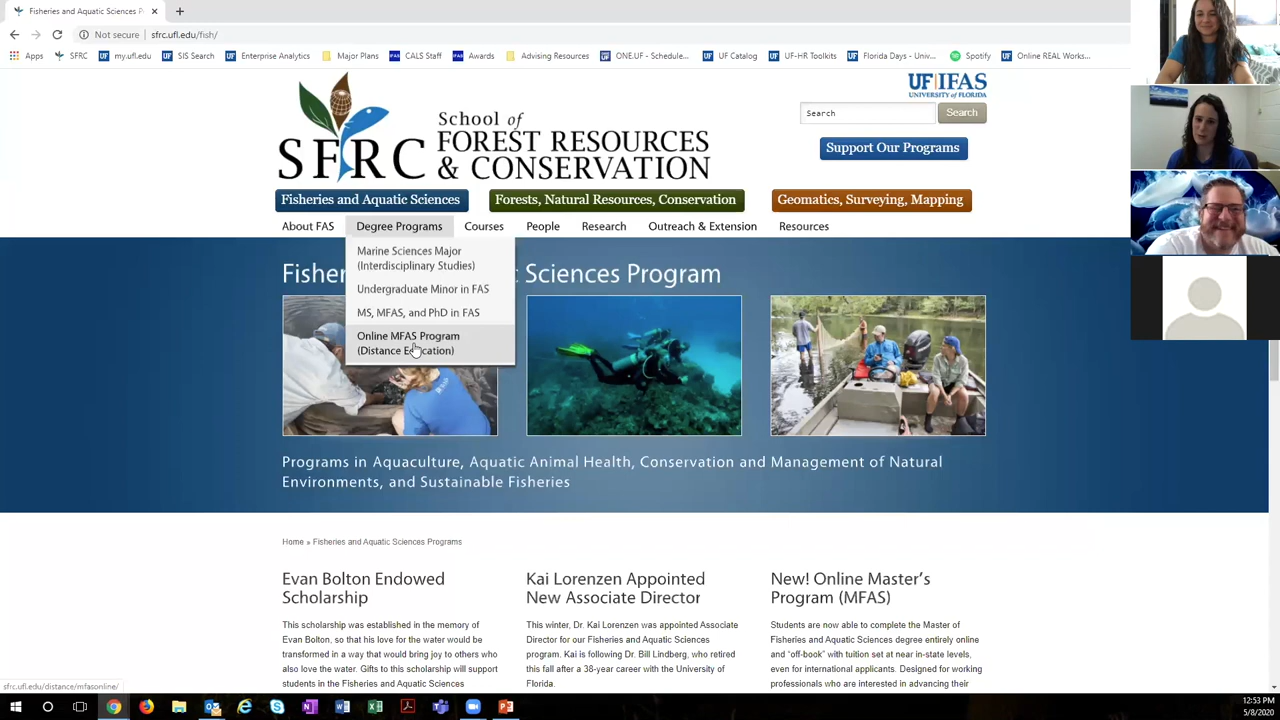 Fisheries and Aquatic Sciences P
Not secure | sfrc.ufl.edu/fish/
Apps SFRC my.ufl.edu SIS Search Enterprise Analytics Major Plans CALS Staff Awards Advising Resources P... ONE.UF - Schedule... UF Catalog UF-HR Toolkits Florida Days - Univ... Spotify Online REAL Works...
UF|IFAS
UNIVERSITY of FLORIDA
Search Search
SFRC
School of
FOREST RESOURCES
& CONSERVATION
Support Our Programs
Fisheries and Aquatic Sciences Forests, Natural Resources, Conservation Geomatics, Surveying, Mapping
About FAS Degree Programs Courses People Research Outreach & Extension Resources
Marine Sciences Major
(Interdisciplinary Studies)
Undergraduate Minor in FAS
MS, MFAS, and PhD in FAS
Online MFAS Program
(Distance Education)
Sciences Program
Programs in Aquaculture, Aquatic Animal Health, Conservation and Management of Natural
Environments, and Sustainable Fisheries
Home » Fisheries and Aquatic Sciences Programs
Evan Bolton Endowed
Scholarship
This scholarship was established in the memory of
Evan Bolton, so that his love for the water would be
transformed in a way that would bring joy to others who
also love the water. Gifts to this scholarship will support
students in the Fisheries and Aquatic Sciences
Kai Lorenzen Appointed
New Associate Director
This winter, Dr. Kai Lorenzen was appointed Associate
Director for our Fisheries and Aquatic Sciences
program. Kai is following Dr. Bill Lindberg, who retired
this fall after a 38-year career with the University of
Florida.
New! Online Master's
Program (MFAS)
Students are now able to complete the Master of
Fisheries and Aquatic Sciences degree entirely online
and "off-book" with tuition set at near in-state levels,
even for international applicants. Designed for working
professionals who are interested in advancing their
sfrc.ufl.edu/distance/mfasonline/
12:53 PM
5/8/2020